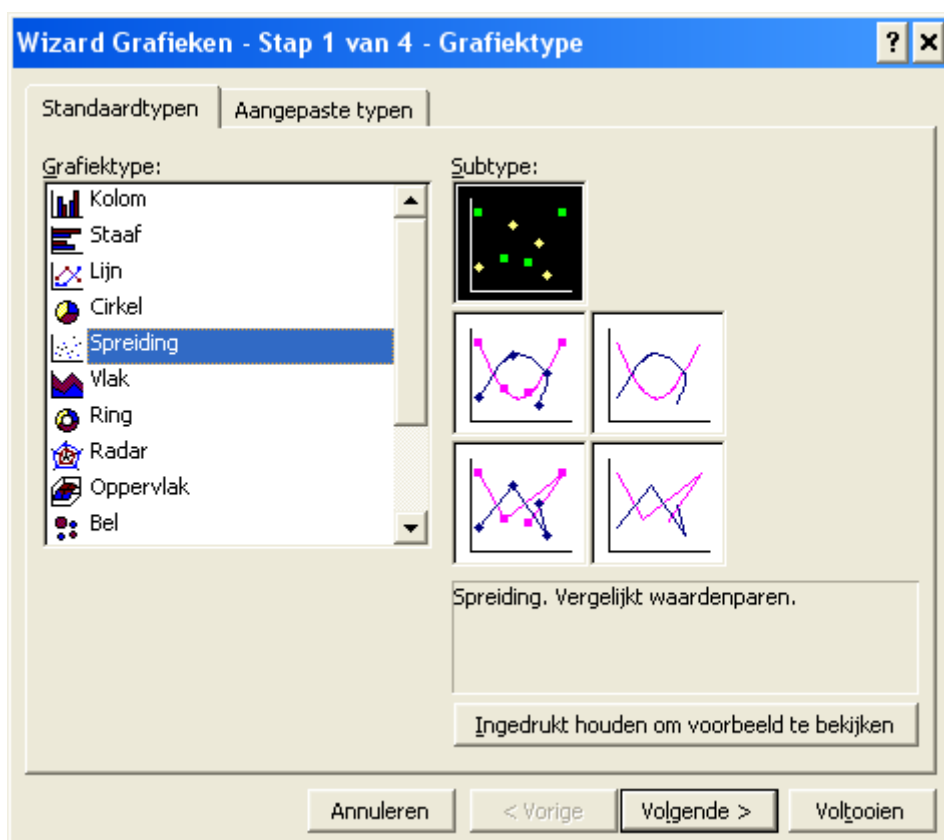 Wizard Grafieken - Stap 1 van 4 - Grafiektype
Standaardtypen
Aangepaste typen
Grafiektype:
Kolom
Staaf
Lijn
Cirkel
Spreiding
Vlak
Ring
Radar
Oppervlak
Bel
Subtype:
Spreiding. Vergelijkt waardenparen.
Ingedrukt houden om voorbeeld te bekijken
Annuleren
< Vorige
Volgende >
Voltooien